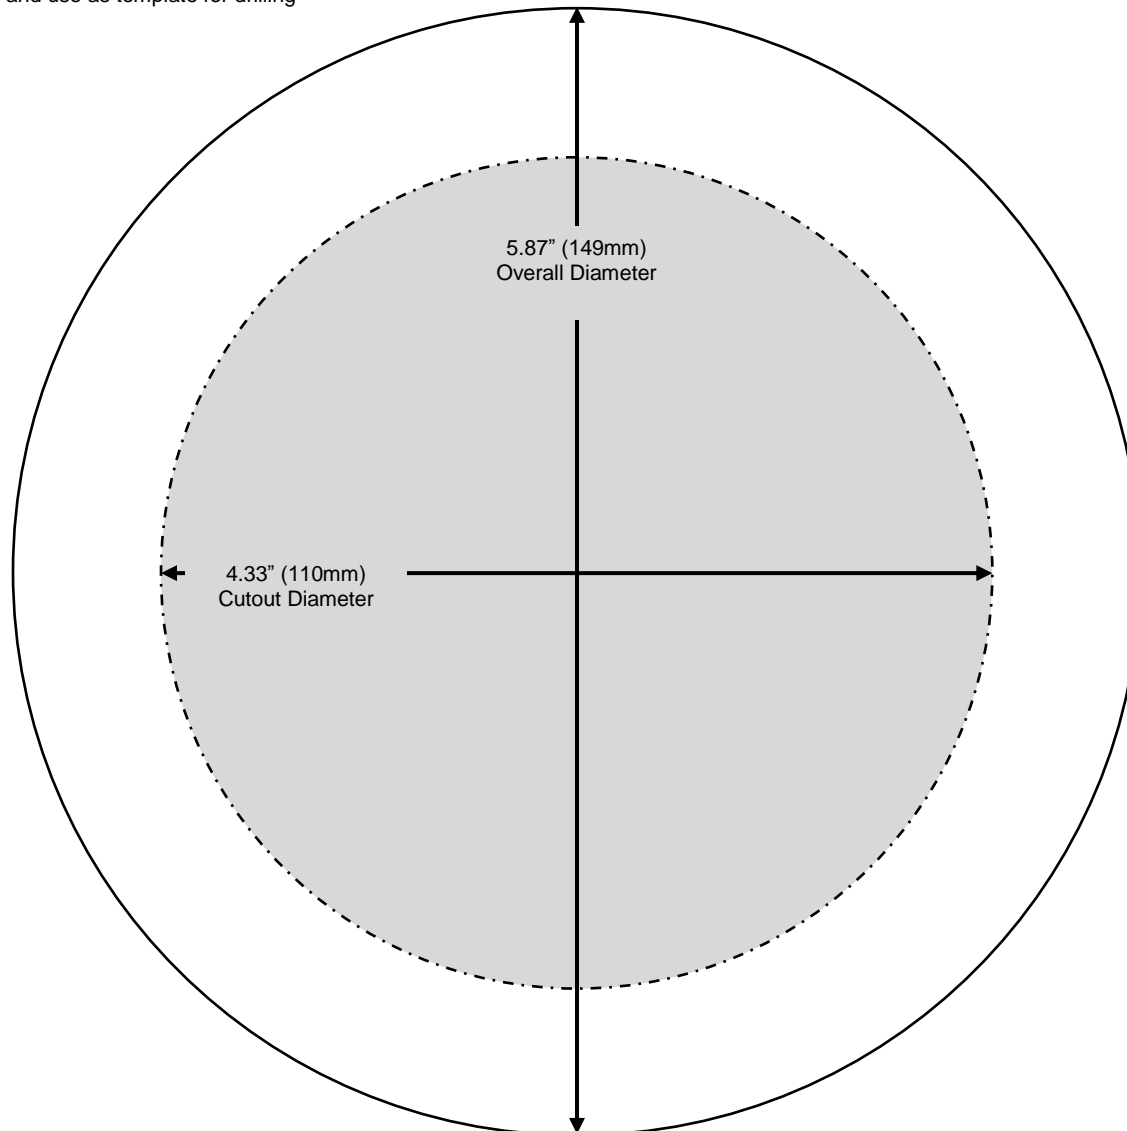 and use as template for drilling
5.87” (149mm)
Overall Diameter
4.33” (110mm)
Cutout Diameter